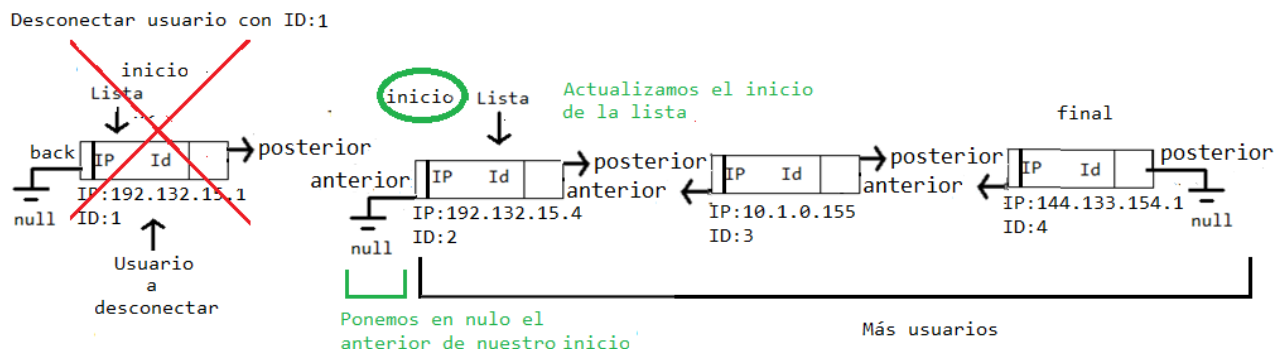 Desconectar usuario con ID:1
inicio
Lista
back
IP Id
posterior
null
IP:192.132.15.1
ID:1
Usuario
a
desconectar
inicio Lista
Actualizamos el inicio
de la lista
anterior
IP Id
posterior
null
IP:192.132.15.4
ID:2
Ponemos en nulo el
anterior de nuestro inicio
anterior
IP Id
posterior
IP:10.1.0.155
ID:3
final
anterior
IP Id
posterior
IP:144.133.154.1
ID:4
null
Más usuarios